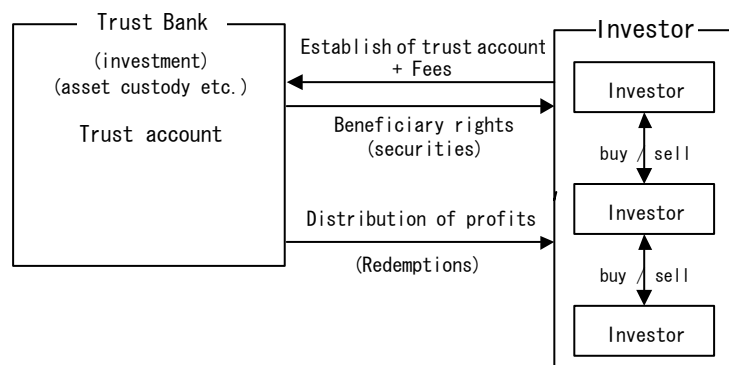 Trust Bank
(investment)
(asset custody etc.)
Trust account
Establish of trust account
+ Fees
Beneficiary rights
(securities)
Distribution of profits
(Redemptions)
Investor
Investor
buy / sell
Investor
buy / sell
Investor